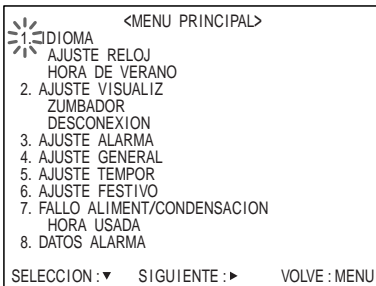 <MENU PRINCIPAL>
1. IDIOMA
AJUSTE RELOJ
HORA DE VERANO
2. AJUSTE VISUALIZ
ZUMBADOR
DESCONEXION
3. AJUSTE ALARMA
4. AJUSTE GENERAL
5. AJUSTE TEMPOR
6. AJUSTE FESTIVO
7. FALLO ALIMENT/CONDENSACION
HORA USADA
8. DATOS ALARMA
SELECCION : ▼ SIGUIENTE : ► VOLVE : MENU